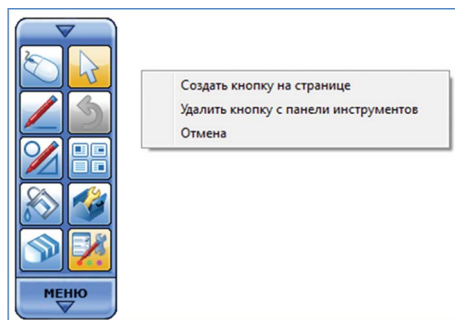 Создать кнопку на странице
Удалить кнопку с панели инструментов
Отмена
МЕНЮ